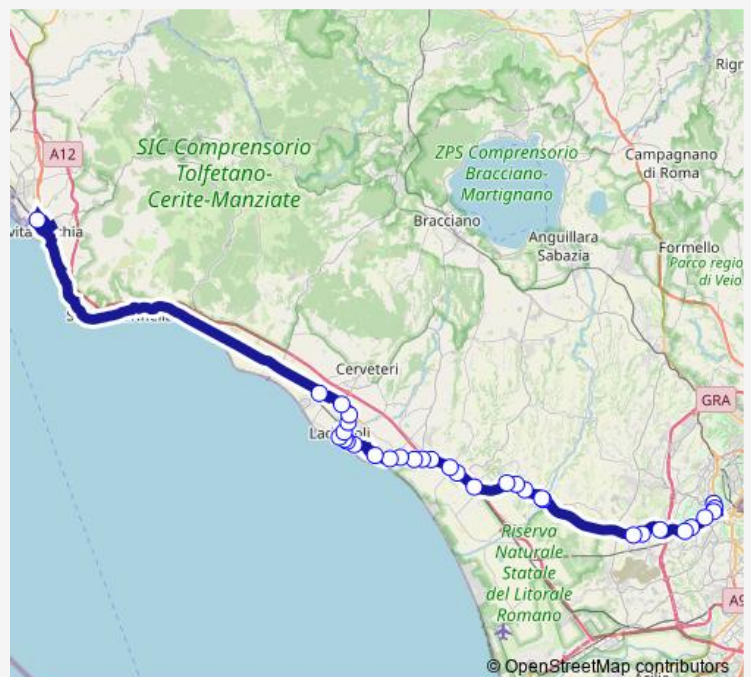 Rigr
A12
SIC Comprensorio
Tolfetano-
Cerite-Manziate
ZPS Comprensorio
Bracciano-
Martignano
Campagnano
di Roma
Bracciano
Anguillara
Sabazia
Formello
Parco regio
di Veio
Cerveteri
GRA
Riserva
Naturale
Statale
del Litorale
Romano
A9
© OpenStreetMap contributors